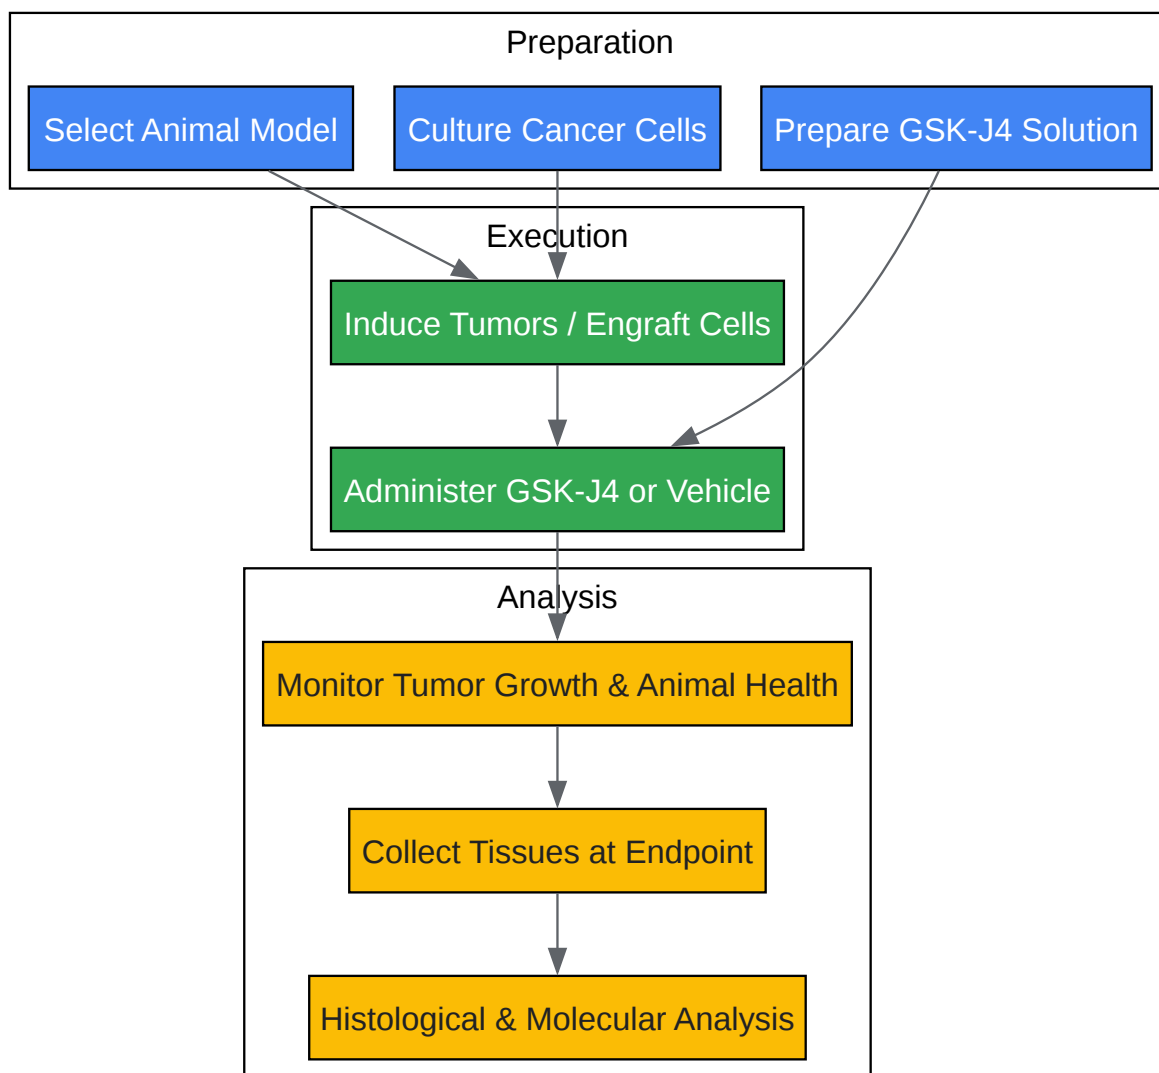 Preparation
Select Animal Model
Culture Cancer Cells
Prepare GSK-J4 Solution
Execution
Induce Tumors / Engraft Cells
Administer GSK-J4 or Vehicle
Analysis
Monitor Tumor Growth & Animal Health
Collect Tissues at Endpoint
Histological & Molecular Analysis